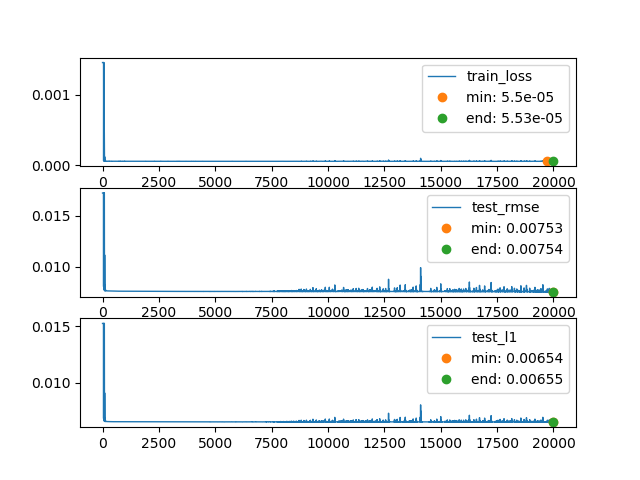 train_loss
min: 5.5e-05
end: 5.53e-05
0.001
0.000
0 2500 5000 7500 10000 12500 15000 17500 20000
test_rmse
min: 0.00753
end: 0.00754
0.015
0.010
0 2500 5000 7500 10000 12500 15000 17500 20000
test_l1
min: 0.00654
end: 0.00655
0.015
0.010
0 2500 5000 7500 10000 12500 15000 17500 20000